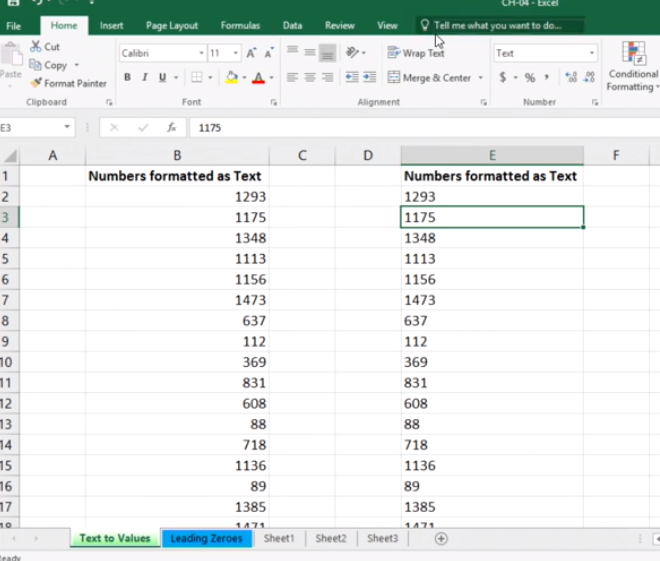 CH-04 - Excel
File Home Insert Page Layout Formulas Data Review View Tell me what you want to do...
Cut
Copy
Paste
Format Painter
Calibri 11 A A
B I U A
Wrap Text
Merge & Center
Text
$ % ,
Conditional
Formatting
Clipboard Font Alignment Number
E3 fx 1175
A B C D E F
1 Numbers formatted as Text Numbers formatted as Text
2 1293 1293
3 1175 1175
4 1348 1348
5 1113 1113
6 1156 1156
7 1473 1473
8 637 637
9 112 112
10 369 369
11 831 831
12 608 608
13 88 88
14 718 718
15 1136 1136
16 89 89
17 1385 1385
18 1471 1471
Text to Values Leading Zeroes Sheet1 Sheet2 Sheet3
Ready